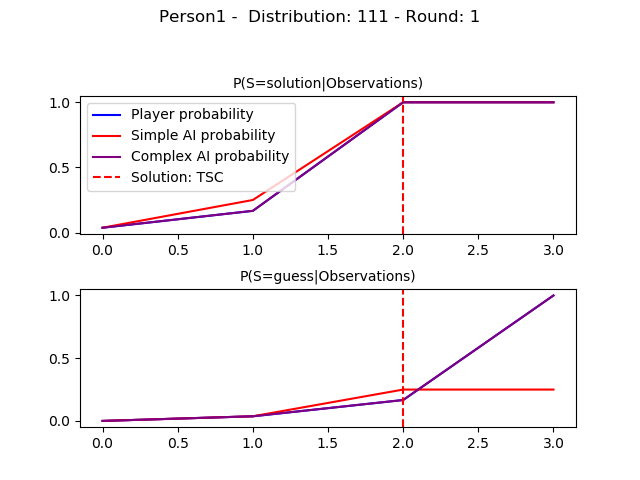 Person1 -  Distribution: 111 - Round: 1
P(S=solution|Observations)
1.0
0.5
0.0
Player probability
Simple AI probability
Complex AI probability
Solution: TSC
0.0 0.5 1.0 1.5 2.0 2.5 3.0
P(S=guess|Observations)
1.0
0.5
0.0
0.0 0.5 1.0 1.5 2.0 2.5 3.0